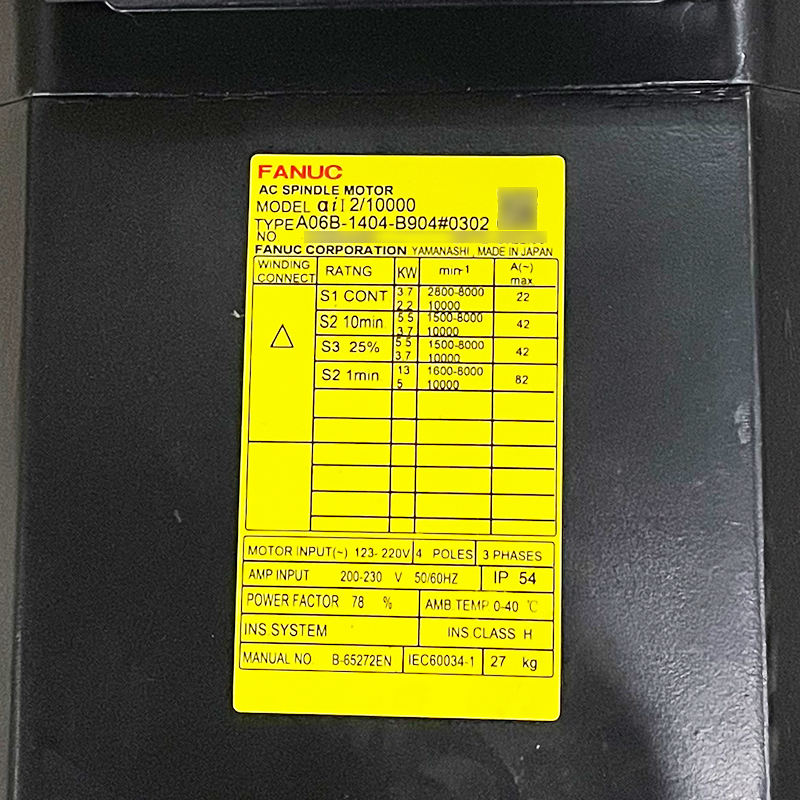 FANUC
AC SPINDLE MOTOR
MODEL αiI 2/10000
TYPE A06B-1404-B904#0302
NO
FANUC CORPORATION YAMANASHI, MADE IN JAPAN
WINDING CONNECT RATNG KW min-1 A(~) max
S1 CONT 3.7 2800-8000 22
2.2 10000
△
S2 10min 5.5 1500-8000 42
3.7 10000
S3 25% 5.5 1500-8000 42
3.7 10000
S2 1min 13 1600-8000 82
5 10000
MOTOR INPUT(~) 123-220V 4 POLES 3 PHASES
AMP INPUT 200-230 V 50/60HZ IP 54
POWER FACTOR 78 % AMB TEMP 0-40 ℃
INS SYSTEM INS CLASS H
MANUAL NO B-65272EN IEC60034-1 27 kg